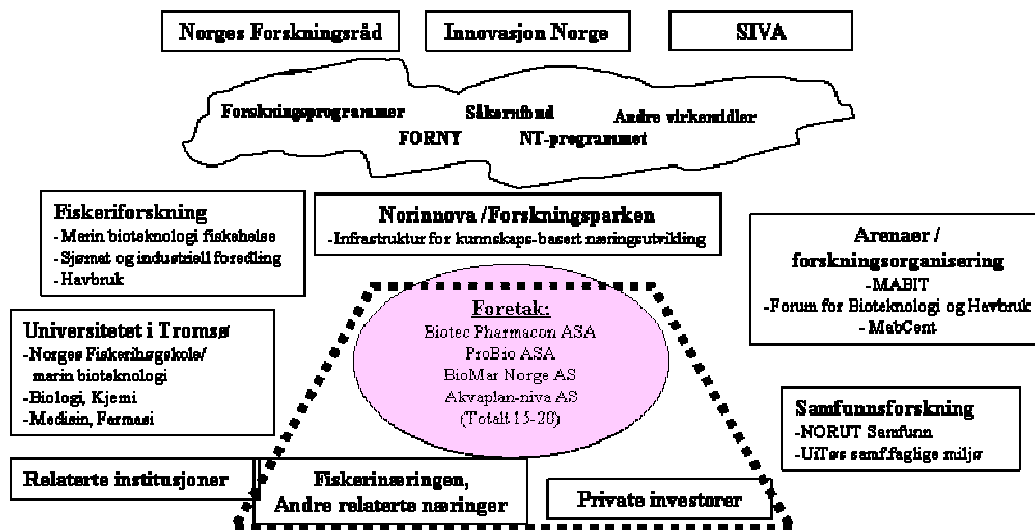 Norges Forskningsråd
Innovasjon Norge
SIVA
Forskningsprogrammer
Såkornfond
Andre virkemidler
FORNY
NT-programmet
Fiskeriforskning
-Marin bioteknologi fiskehelse
-Sjømat og industriell foredling
-Havbruk
Norinnova /Forskningsparken
-Infrastruktur for kunnskaps-basert næringsutvikling
Arenaer /
forskningsorganisering
-MABIT
-Forum for Bioteknologi og Havbruk
-MabCent
Foretak:
Biotec Pharmacon ASA
ProBio ASA
BioMar Norge AS
Akvaplan-niva AS
(Totalt 15-20)
Universitetet i Tromsø
-Norges Fiskerihøgskole/
marin bioteknologi
-Biologi, Kjemi
-Medisin, Farmasi
Samfunnsforskning
-NORUT Samfunn
-UiTøs samf.faglige miljø
Relaterte institusjoner
Fiskerinæringen,
Andre relaterte næringer
Private investorer